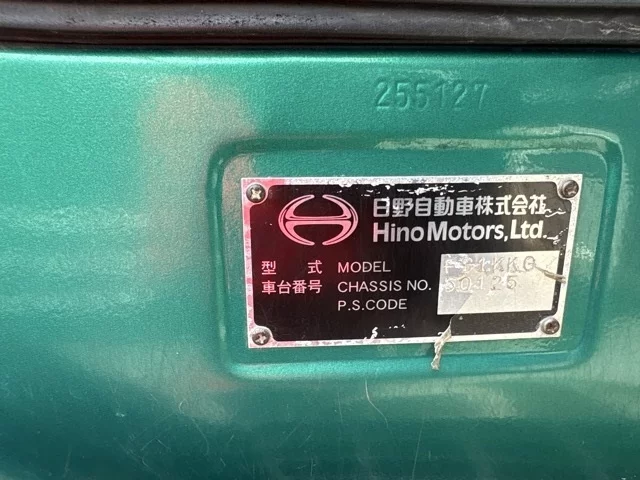 255127
日野自動車株式会社
Hino Motors, Ltd.
型式 MODEL
車台番号 CHASSIS NO. 50125
P.S.CODE